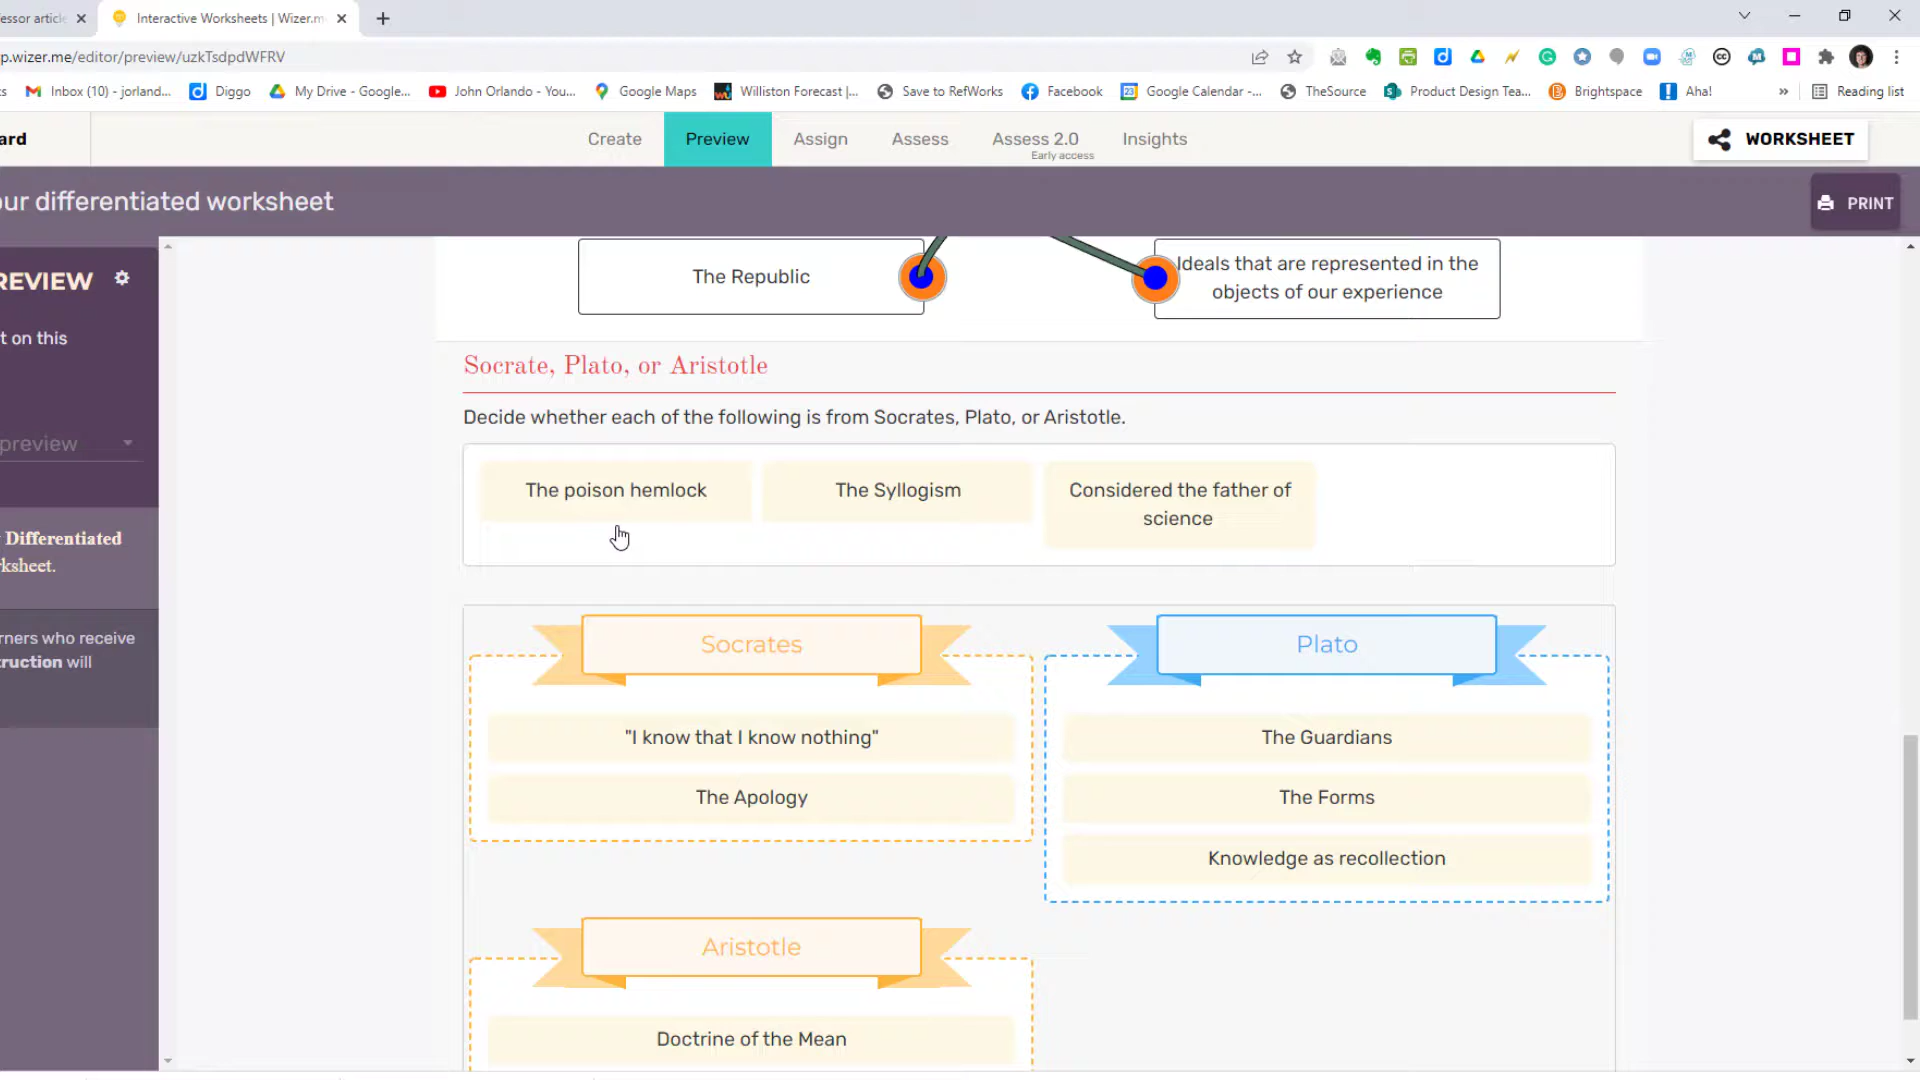 essor article
Interactive Worksheets | Wizer.m
p.wizer.me/editor/preview/uzkTsdpdWFRV
Inbox (10) - jorland... Diggo My Drive - Google... John Orlando - You... Google Maps Williston Forecast |... Save to RefWorks Facebook Google Calendar -... TheSource Product Design Tea... Brightspace Aha! » Reading list
ard
Create Preview Assign Assess Assess 2.0 Insights
Early access
WORKSHEET
our differentiated worksheet
PRINT
REVIEW
t on this
preview
Differentiated
ksheet.
rners who receive
truction will
The Republic
Ideals that are represented in the
objects of our experience
Socrate, Plato, or Aristotle
Decide whether each of the following is from Socrates, Plato, or Aristotle.
The poison hemlock
The Syllogism
Considered the father of
science
Socrates
"I know that I know nothing"
The Apology
Plato
The Guardians
The Forms
Knowledge as recollection
Aristotle
Doctrine of the Mean